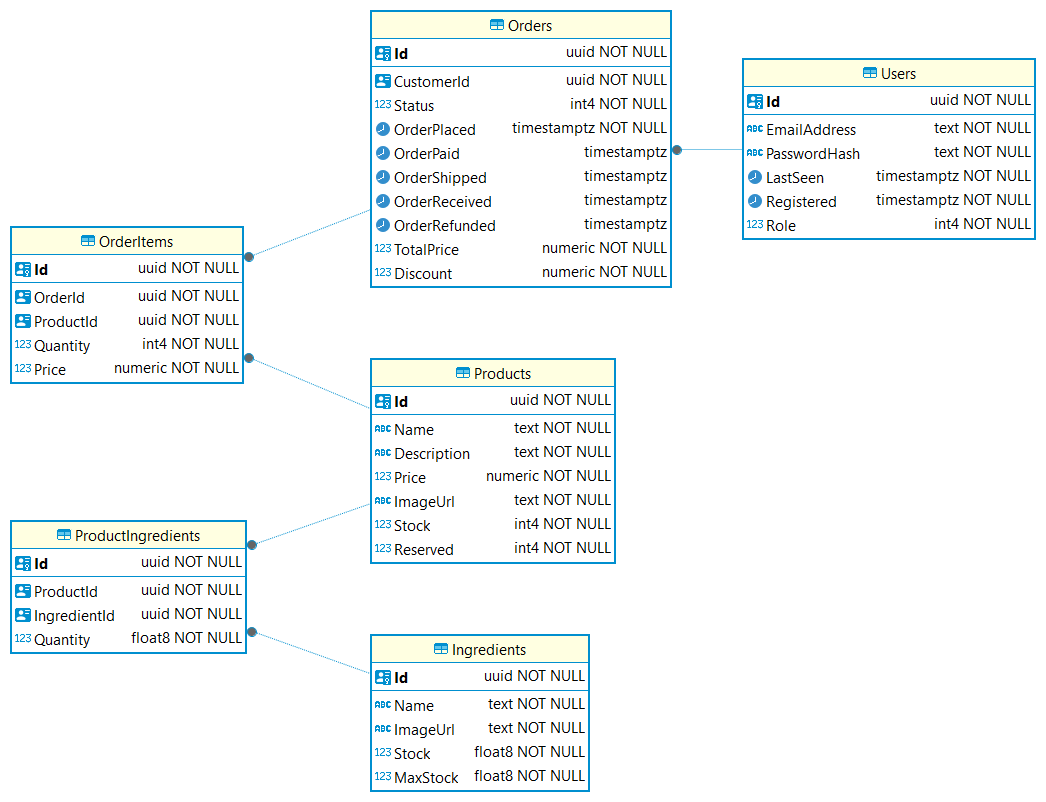 Orders
Id uuid NOT NULL
CustomerId uuid NOT NULL
123 Status int4 NOT NULL
OrderPlaced timestamptz NOT NULL
OrderPaid timestamptz
OrderShipped timestamptz
OrderReceived timestamptz
OrderRefunded timestamptz
123 TotalPrice numeric NOT NULL
123 Discount numeric NOT NULL
Users
Id uuid NOT NULL
ABC EmailAddress text NOT NULL
ABC PasswordHash text NOT NULL
LastSeen timestamptz NOT NULL
Registered timestamptz NOT NULL
123 Role int4 NOT NULL
OrderItems
Id uuid NOT NULL
OrderId uuid NOT NULL
ProductId uuid NOT NULL
123 Quantity int4 NOT NULL
123 Price numeric NOT NULL
Products
Id uuid NOT NULL
ABC Name text NOT NULL
ABC Description text NOT NULL
123 Price numeric NOT NULL
ABC ImageUrl text NOT NULL
123 Stock int4 NOT NULL
123 Reserved int4 NOT NULL
ProductIngredients
Id uuid NOT NULL
ProductId uuid NOT NULL
IngredientId uuid NOT NULL
123 Quantity float8 NOT NULL
Ingredients
Id uuid NOT NULL
ABC Name text NOT NULL
ABC ImageUrl text NOT NULL
123 Stock float8 NOT NULL
123 MaxStock float8 NOT NULL